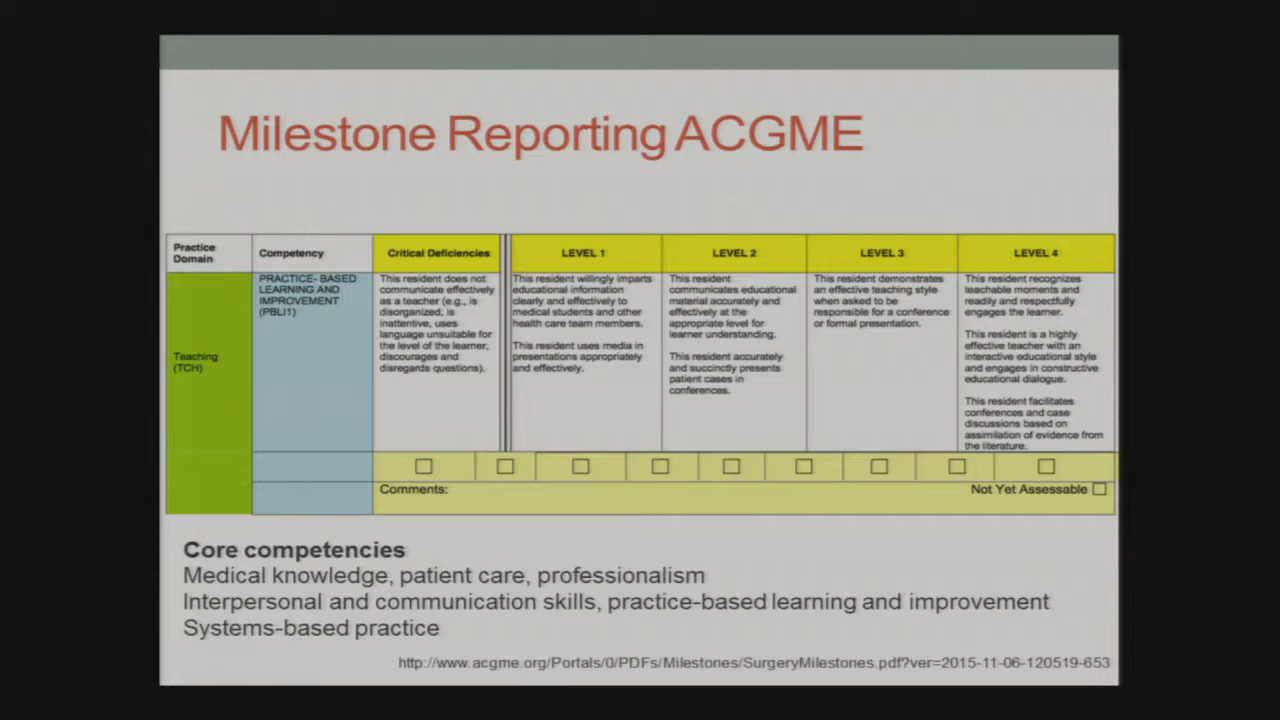 Milestone Reporting ACGME
Practice
Domain
Competency
Critical Deficiencies
LEVEL 1
LEVEL 2
LEVEL 3
LEVEL 4
Teaching
(TCH)
PRACTICE- BASED
LEARNING AND
IMPROVEMENT
(PBLI1)
This resident does not
communicate effectively
as a teacher (e.g., is
disorganized, is
inattentive, uses
language unsuitable for
the level of the learner,
discourages and
disregards questions).
This resident willingly imparts
educational information
clearly and effectively to
medical students and other
health care team members.
This resident uses media in
presentations appropriately
and effectively.
This resident
communicates educational
material accurately and
effectively at the
appropriate level for
learner understanding.
This resident accurately
and succinctly presents
patient cases in
conferences.
This resident demonstrates
an effective teaching style
when asked to be
responsible for a conference
or formal presentation.
This resident recognizes
teachable moments and
readily and respectfully
engages the learner.
This resident is a highly
effective teacher with an
interactive educational style
and engages in constructive
educational dialogue.
This resident facilitates
conferences and case
discussions based on
assimilation of evidence from
the literature.
Comments:
Not Yet Assessable
Core competencies
Medical knowledge, patient care, professionalism
Interpersonal and communication skills, practice-based learning and improvement
Systems-based practice
http://www.acgme.org/Portals/0/PDFs/Milestones/SurgeryMilestones.pdf?ver=2015-11-06-120519-653